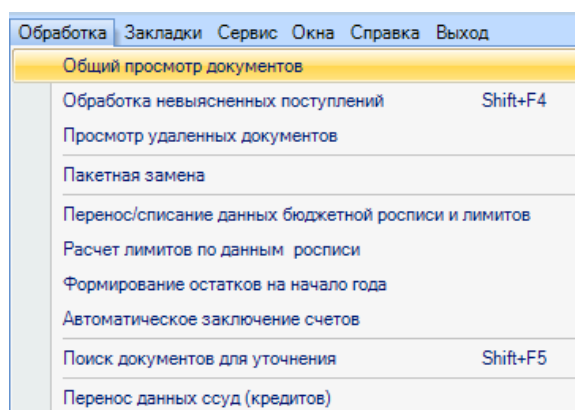 Обработка Закладки Сервис Окна Справка Выход
Общий просмотр документов
Обработка невыясненных поступлений Shift+F4
Просмотр удаленных документов
Пакетная замена
Перенос/списание данных бюджетной росписи и лимитов
Расчет лимитов по данным росписи
Формирование остатков на начало года
Автоматическое заключение счетов
Поиск документов для уточнения Shift+F5
Перенос данных ссуд (кредитов)